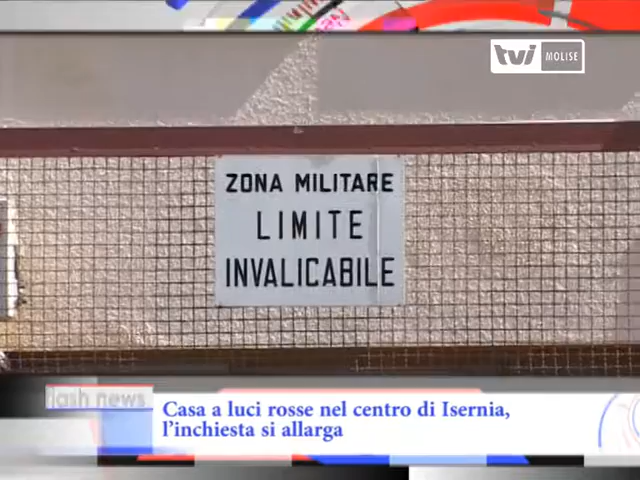 tvi MOLISE
ZONA MILITARE
LIMITE
INVALICABILE
flash news
Casa a luci rosse nel centro di Isernia,
l'inchiesta si allarga